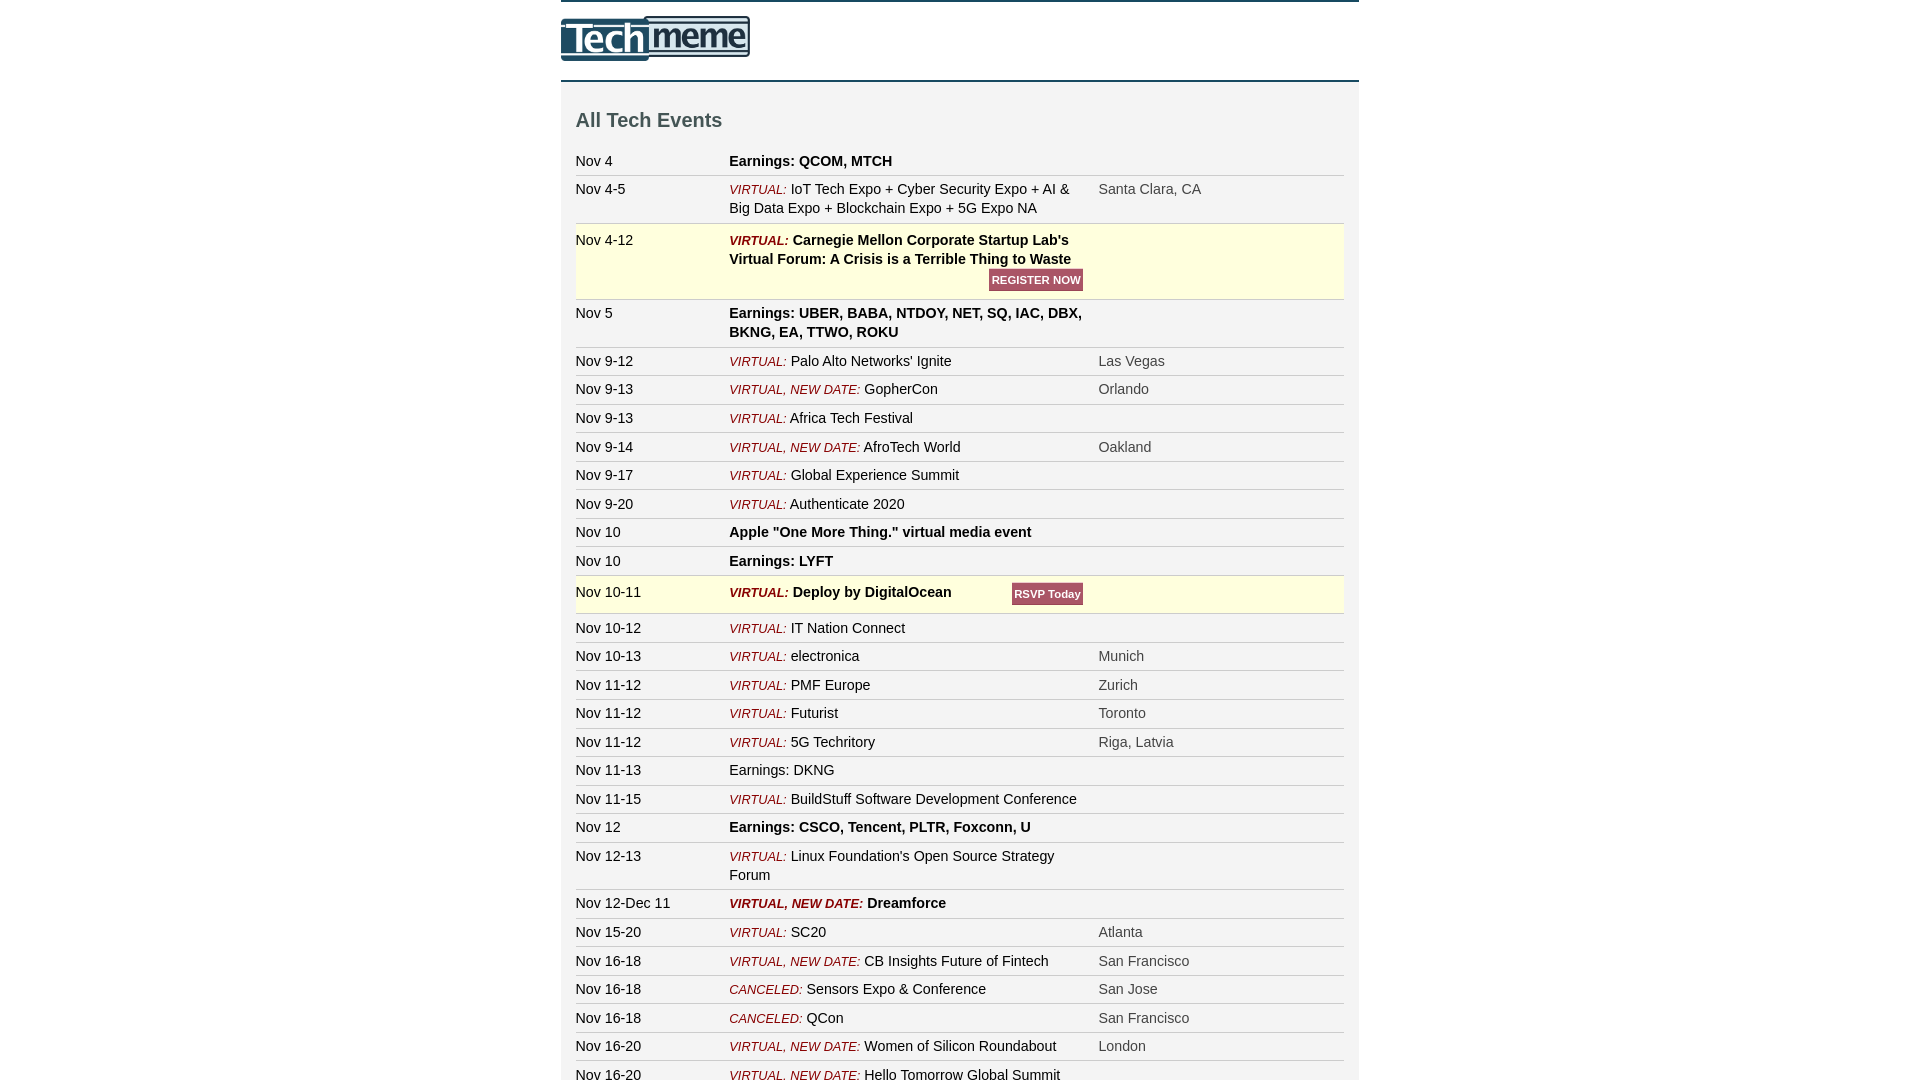 Techmeme
All Tech Events
Nov 4 Earnings: QCOM, MTCH
Nov 4-5 VIRTUAL: IoT Tech Expo + Cyber Security Expo + AI & Santa Clara, CA
Big Data Expo + Blockchain Expo + 5G Expo NA
Nov 4-12 VIRTUAL: Carnegie Mellon Corporate Startup Lab's
Virtual Forum: A Crisis is a Terrible Thing to Waste
REGISTER NOW
Nov 5 Earnings: UBER, BABA, NTDOY, NET, SQ, IAC, DBX,
BKNG, EA, TTWO, ROKU
Nov 9-12 VIRTUAL: Palo Alto Networks' Ignite Las Vegas
Nov 9-13 VIRTUAL, NEW DATE: GopherCon Orlando
Nov 9-13 VIRTUAL: Africa Tech Festival
Nov 9-14 VIRTUAL, NEW DATE: AfroTech World Oakland
Nov 9-17 VIRTUAL: Global Experience Summit
Nov 9-20 VIRTUAL: Authenticate 2020
Nov 10 Apple "One More Thing." virtual media event
Nov 10 Earnings: LYFT
Nov 10-11 VIRTUAL: Deploy by DigitalOcean RSVP Today
Nov 10-12 VIRTUAL: IT Nation Connect
Nov 10-13 VIRTUAL: electronica Munich
Nov 11-12 VIRTUAL: PMF Europe Zurich
Nov 11-12 VIRTUAL: Futurist Toronto
Nov 11-12 VIRTUAL: 5G Techritory Riga, Latvia
Nov 11-13 Earnings: DKNG
Nov 11-15 VIRTUAL: BuildStuff Software Development Conference
Nov 12 Earnings: CSCO, Tencent, PLTR, Foxconn, U
Nov 12-13 VIRTUAL: Linux Foundation's Open Source Strategy
Forum
Nov 12-Dec 11 VIRTUAL, NEW DATE: Dreamforce
Nov 15-20 VIRTUAL: SC20 Atlanta
Nov 16-18 VIRTUAL, NEW DATE: CB Insights Future of Fintech San Francisco
Nov 16-18 CANCELED: Sensors Expo & Conference San Jose
Nov 16-18 CANCELED: QCon San Francisco
Nov 16-20 VIRTUAL, NEW DATE: Women of Silicon Roundabout London
Nov 16-20 VIRTUAL, NEW DATE: Hello Tomorrow Global Summit